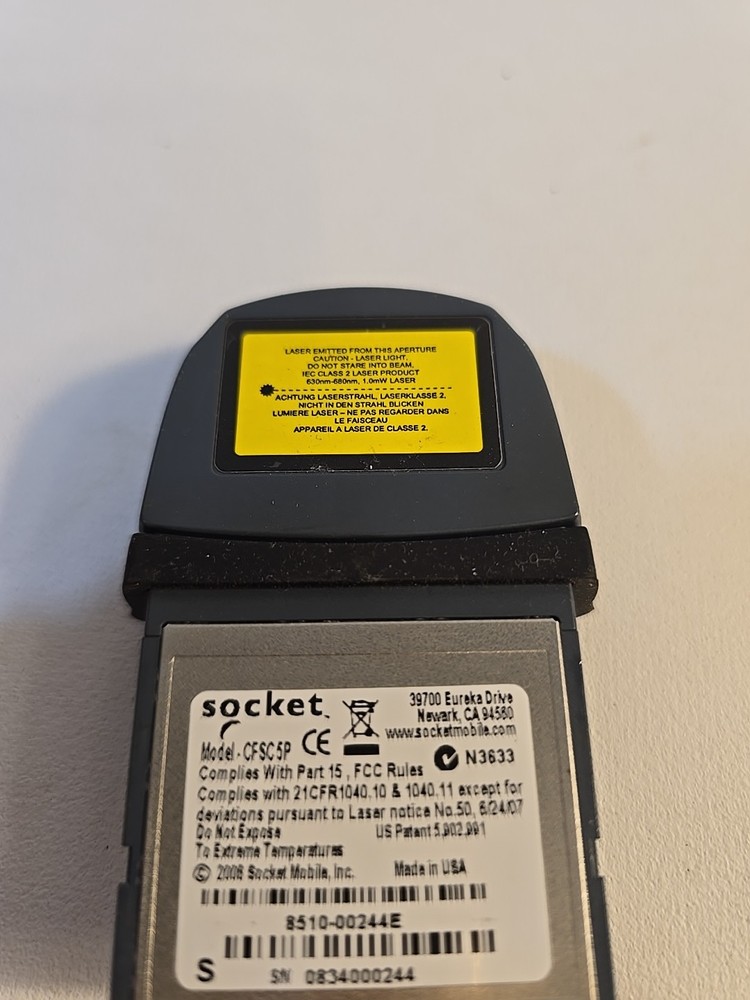 LASER EMITTED FROM THIS APERTURE
CAUTION - LASER LIGHT.
DO NOT STARE INTO BEAM,
IEC CLASS 2 LASER PRODUCT
630nm-680nm, 1.0mW LASER
ACHTUNG LASERSTRAHL, LASERKLASSE 2,
NICHT IN DEN STRAHL BLICKEN
LUMIERE LASER – NE PAS REGARDER DANS
LE FAISCEAU
APPAREIL A LASER DE CLASSE 2.
socket
39700 Eureka Drive
Newark, CA 94560
www.socketmobile.com
Model - CFSC5P
CE
N3633
Complies With Part 15 , FCC Rules
Complies with 21CFR1040.10 & 1040.11 except for
deviations pursuant to Laser notice No.50, 6/24/07
Do Not Expose US Patent 5,902,991
To Extreme Temperatures
© 2008 Socket Mobile, Inc. Made in USA
8510-00244E
S SN 0834000244